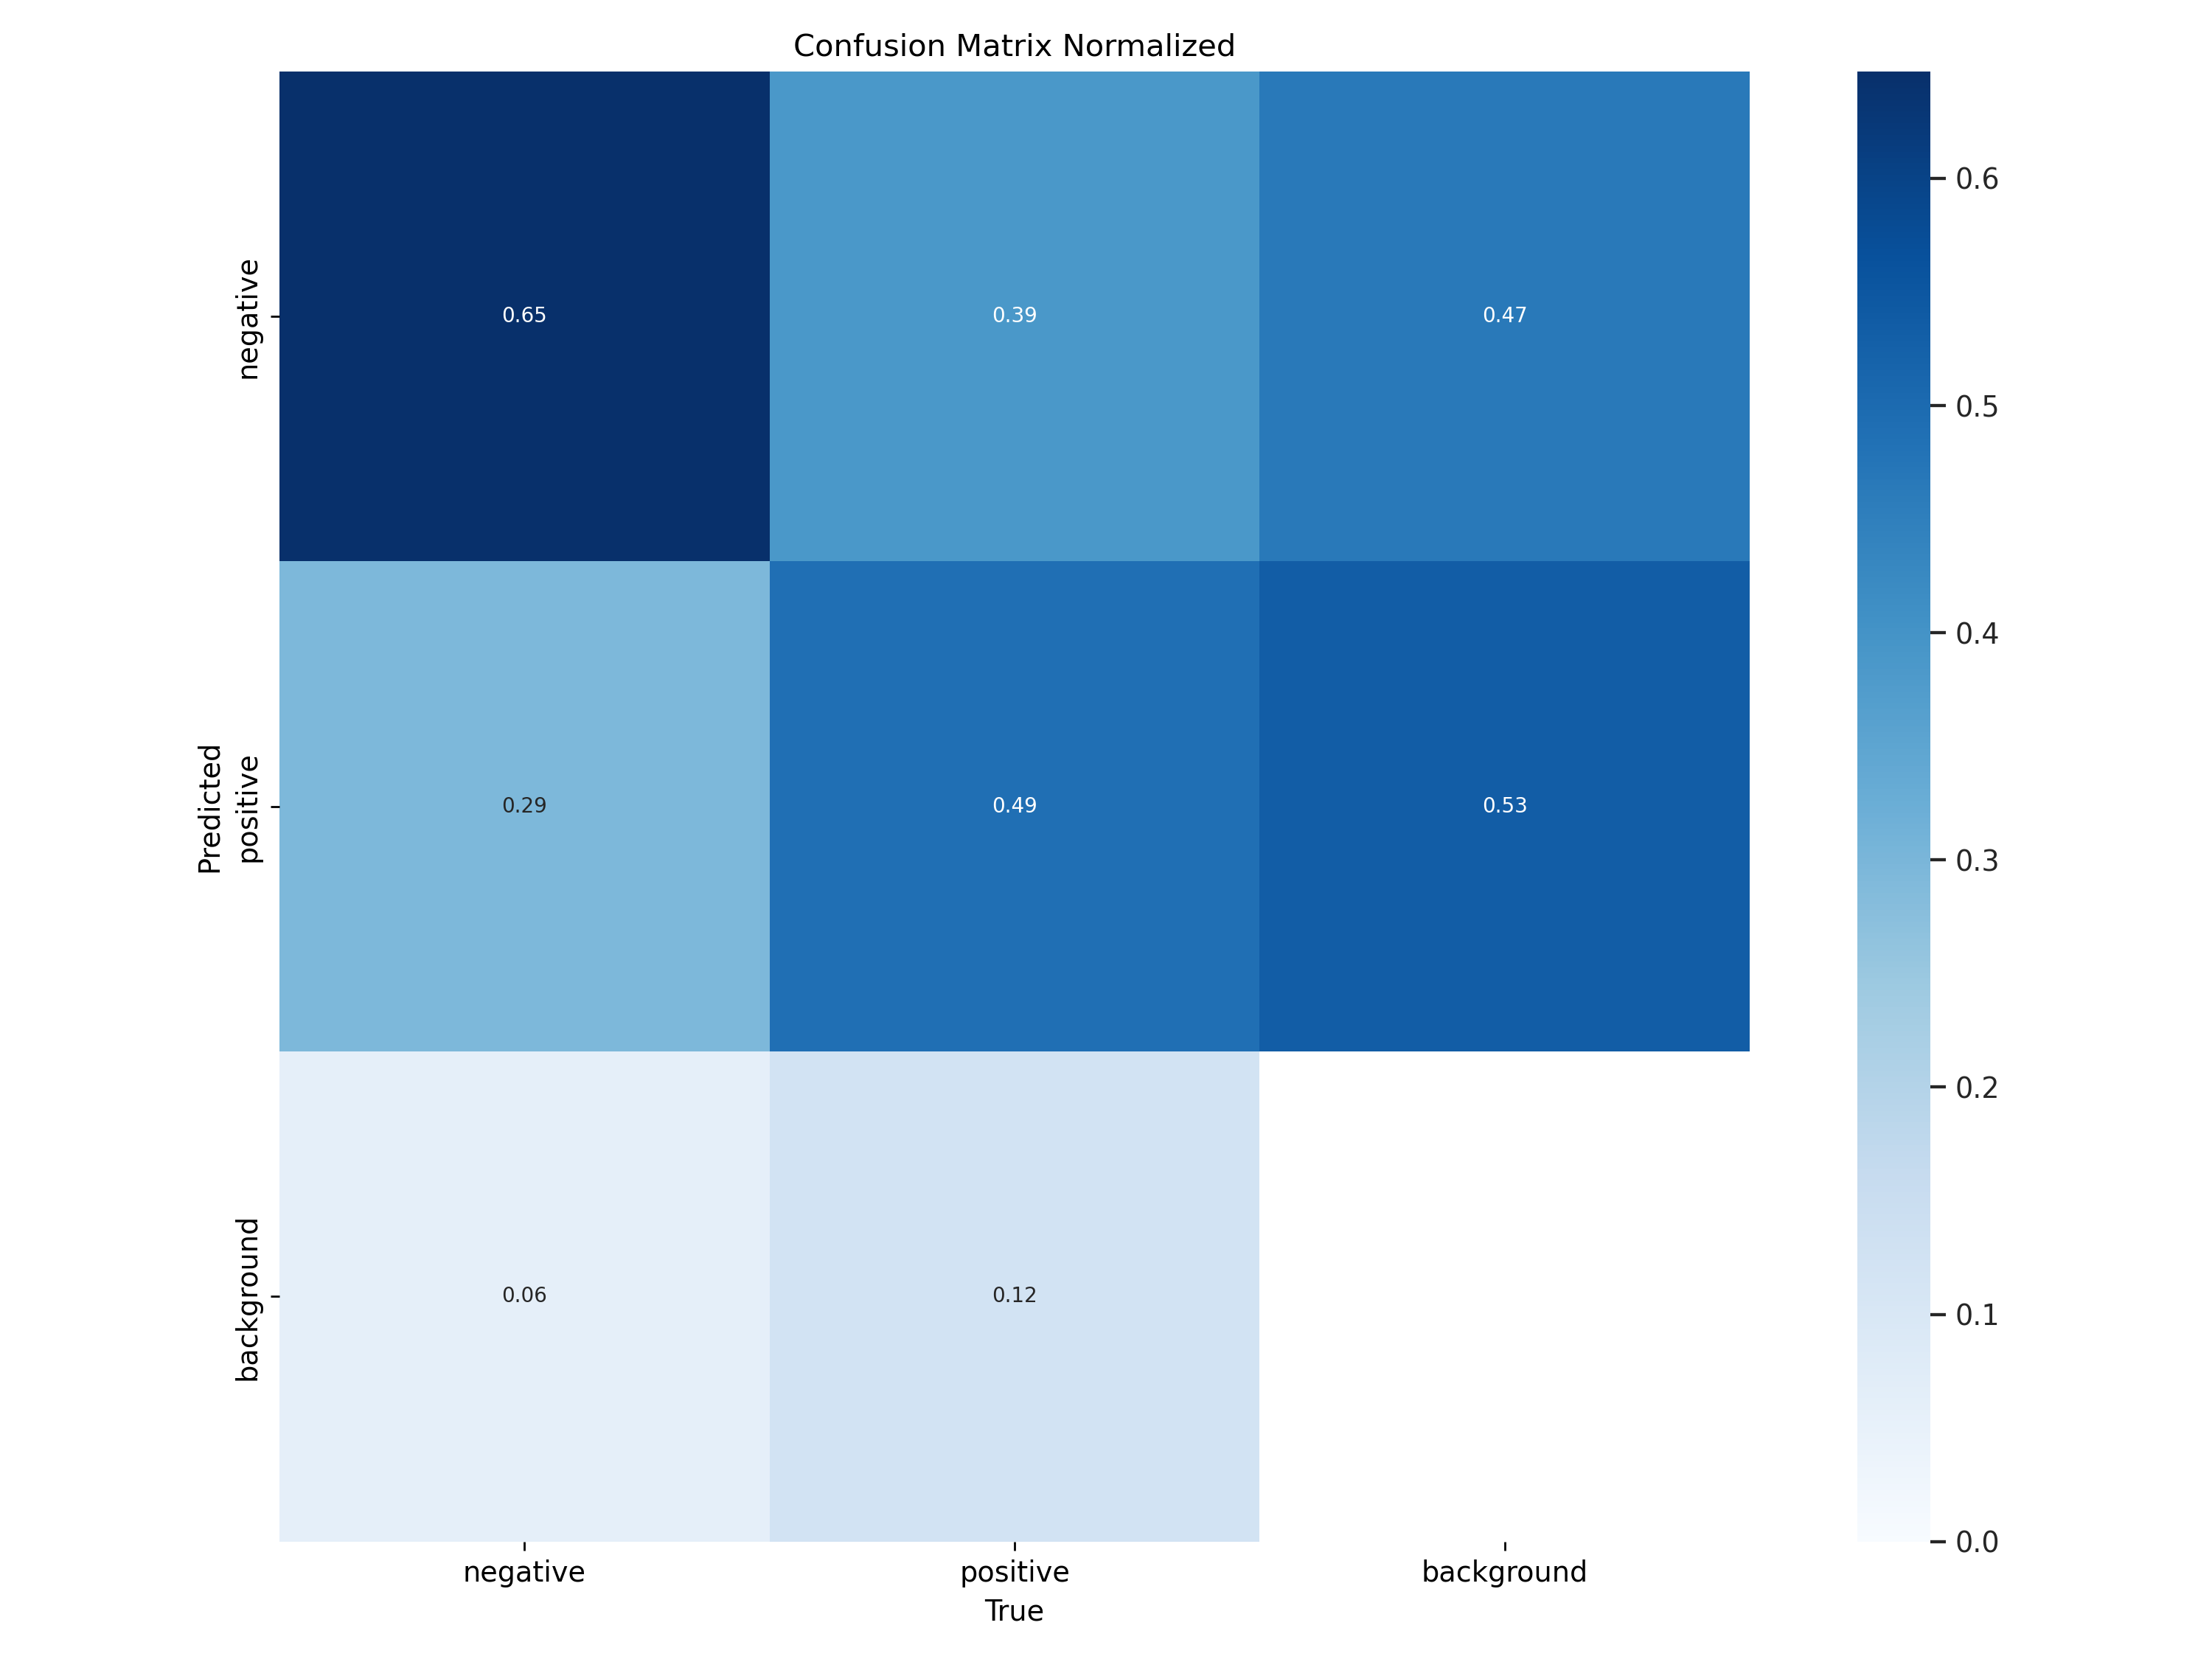 Confusion Matrix Normalized
negative
0.65
0.39
0.47
0.6
0.5
0.4
Predicted
positive
0.29
0.49
0.53
0.3
0.2
background
0.06
0.12
0.1
0.0
negative
positive
background
True